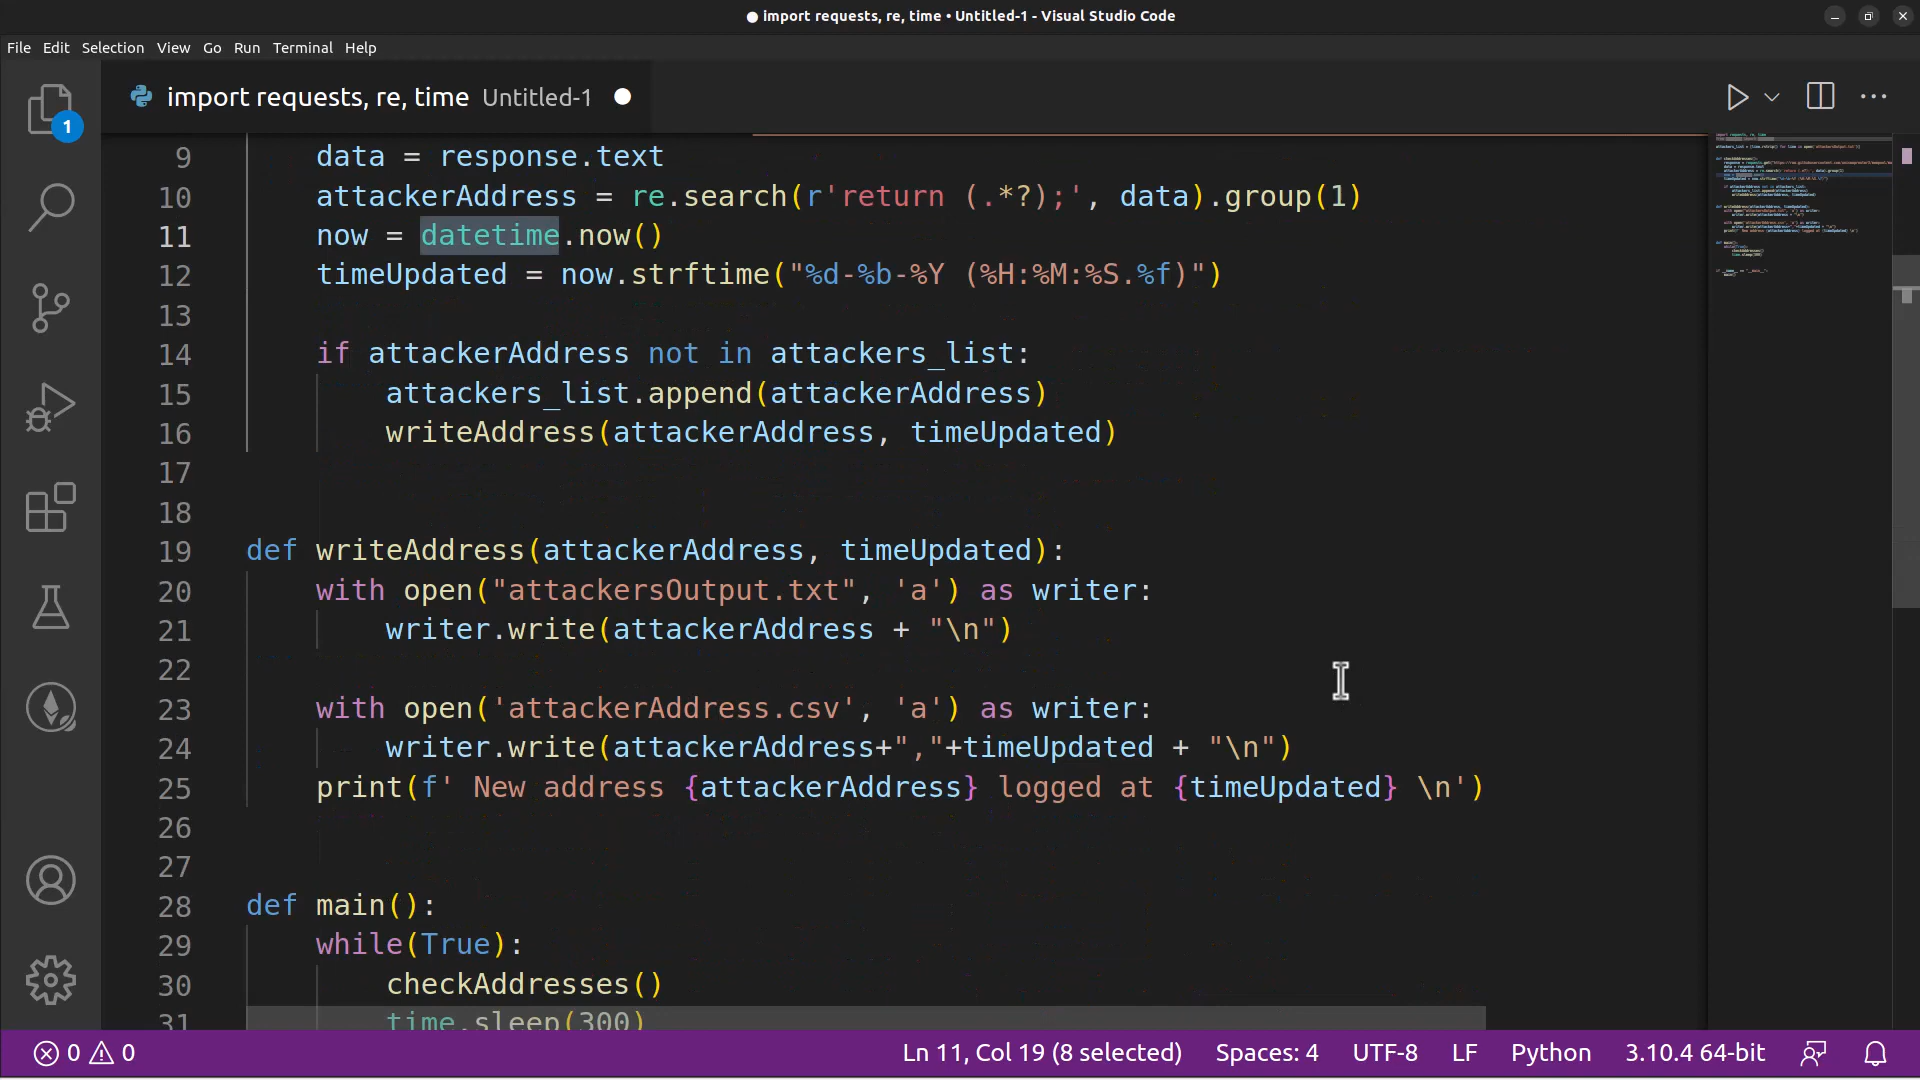 import requests, re, time • Untitled-1 - Visual Studio Code
File Edit Selection View Go Run Terminal Help
import requests, re, time Untitled-1
1
9 data = response.text
10 attackerAddress = re.search(r'return (.*?);', data).group(1)
11 now = datetime.now()
12 timeUpdated = now.strftime("%d-%b-%Y (%H:%M:%S.%f)")
13
14 if attackerAddress not in attackers_list:
15 attackers_list.append(attackerAddress)
16 writeAddress(attackerAddress, timeUpdated)
17
18
19 def writeAddress(attackerAddress, timeUpdated):
20 with open("attackersOutput.txt", 'a') as writer:
21 writer.write(attackerAddress + "\n")
22
23 with open('attackerAddress.csv', 'a') as writer:
24 writer.write(attackerAddress+","+timeUpdated + "\n")
25 print(f' New address {attackerAddress} logged at {timeUpdated} \n')
26
27
28 def main():
29 while(True):
30 checkAddresses()
31 time.sleep(300)
0 0 Ln 11, Col 19 (8 selected) Spaces: 4 UTF-8 LF Python 3.10.4 64-bit